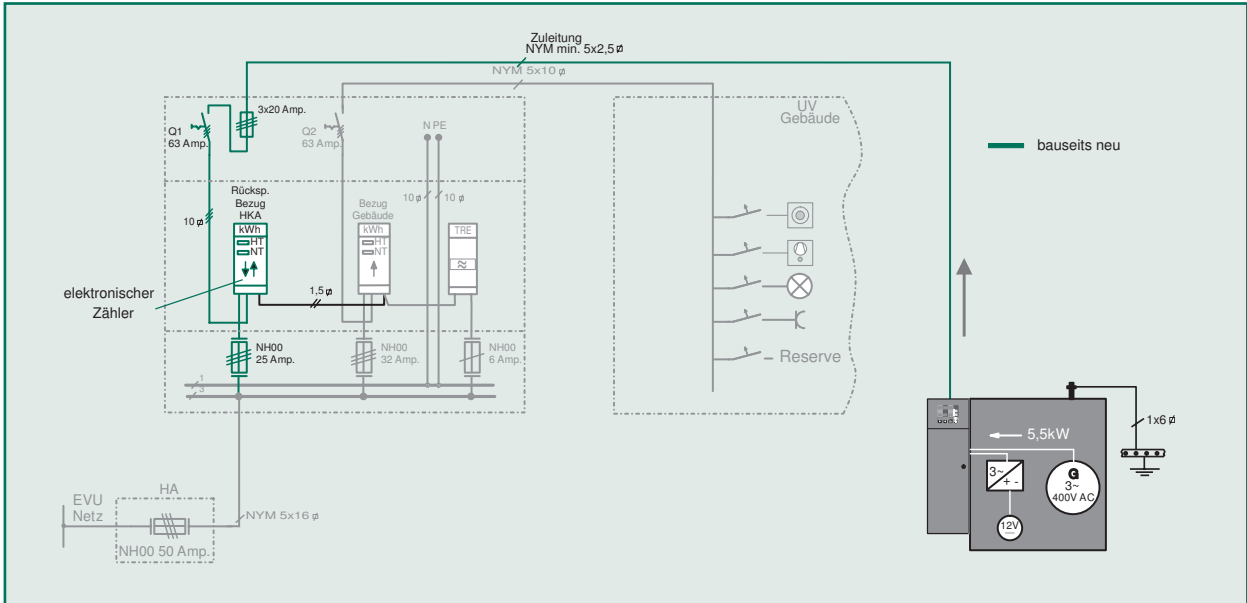 Zuleitung
NYM min. 5x2,5 ⌀
NYM 5x10 ⌀
3x20 Amp.
Q1
63 Amp.
Q2
63 Amp.
N PE
UV
Gebäude
bauseits neu
Rücksp.
Bezug
HKA
kWh
HT
NT
Bezug
Gebäude
kWh
HT
NT
TRE
10 ⌀
10 ⌀
10 ⌀
1,5 ⌀
elektronischer
Zähler
NH00
25 Amp.
NH00
32 Amp.
NH00
6 Amp.
Reserve
1
3
5,5kW
3~
+ -
G
3~
400V AC
12V
1x6 ⌀
HA
EVU
Netz
NYM 5x16 ⌀
NH00 50 Amp.